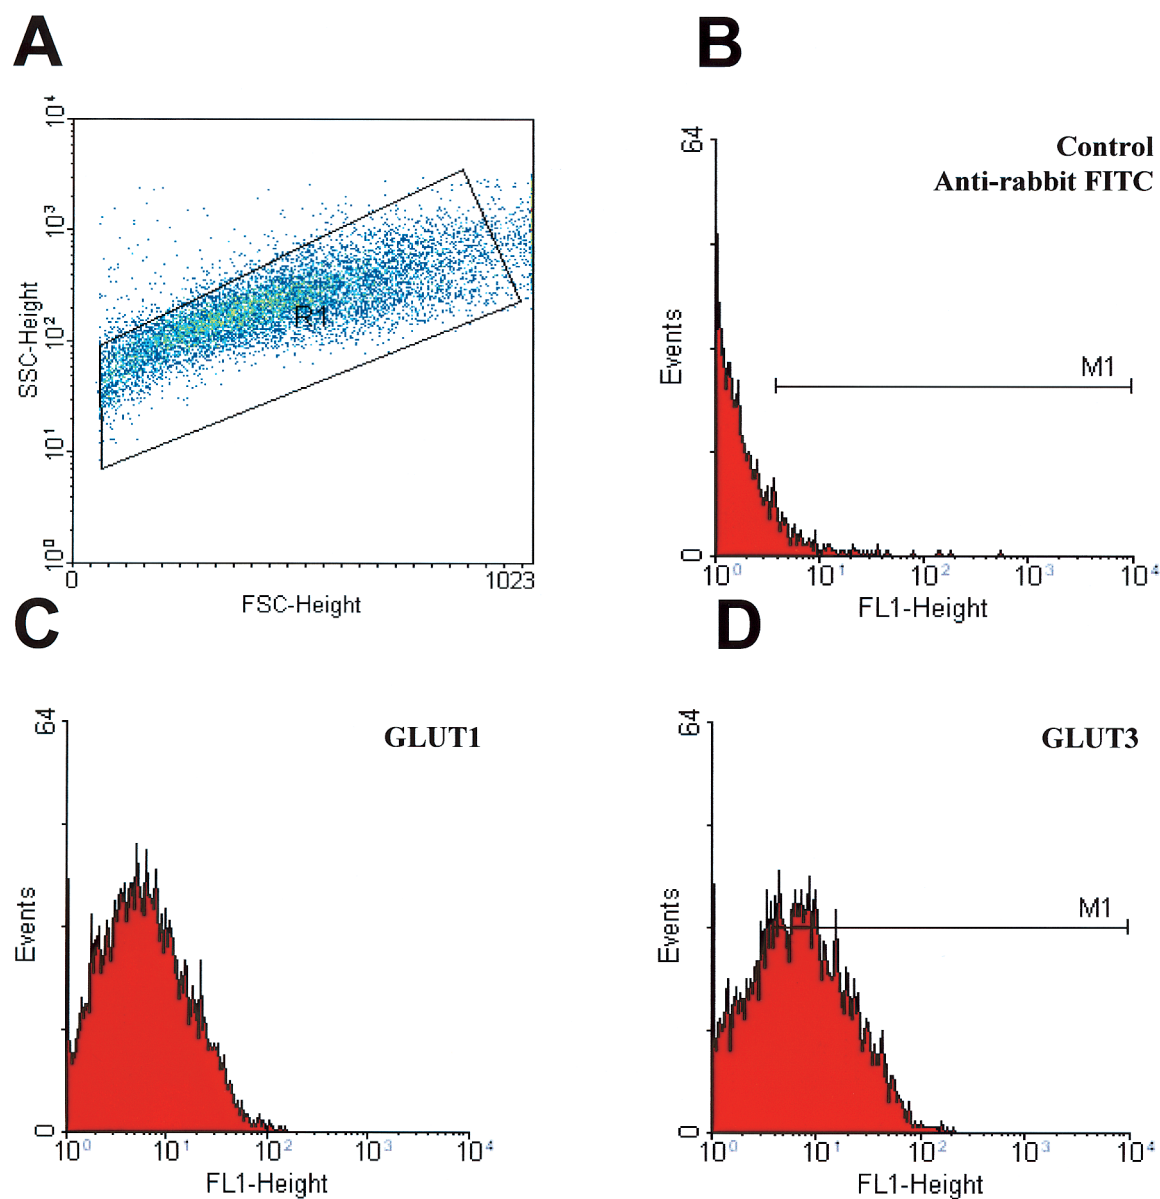 A
10⁴
10³
10²
10¹
10⁰
SSC-Height
R1
0
1023
FSC-Height
B
64
Control
Anti-rabbit FITC
Events
M1
0
10⁰ 10¹ 10² 10³ 10⁴
FL1-Height
C
64
GLUT1
Events
0
10⁰ 10¹ 10² 10³ 10⁴
FL1-Height
D
64
GLUT3
Events
M1
0
10⁰ 10¹ 10² 10³ 10⁴
FL1-Height